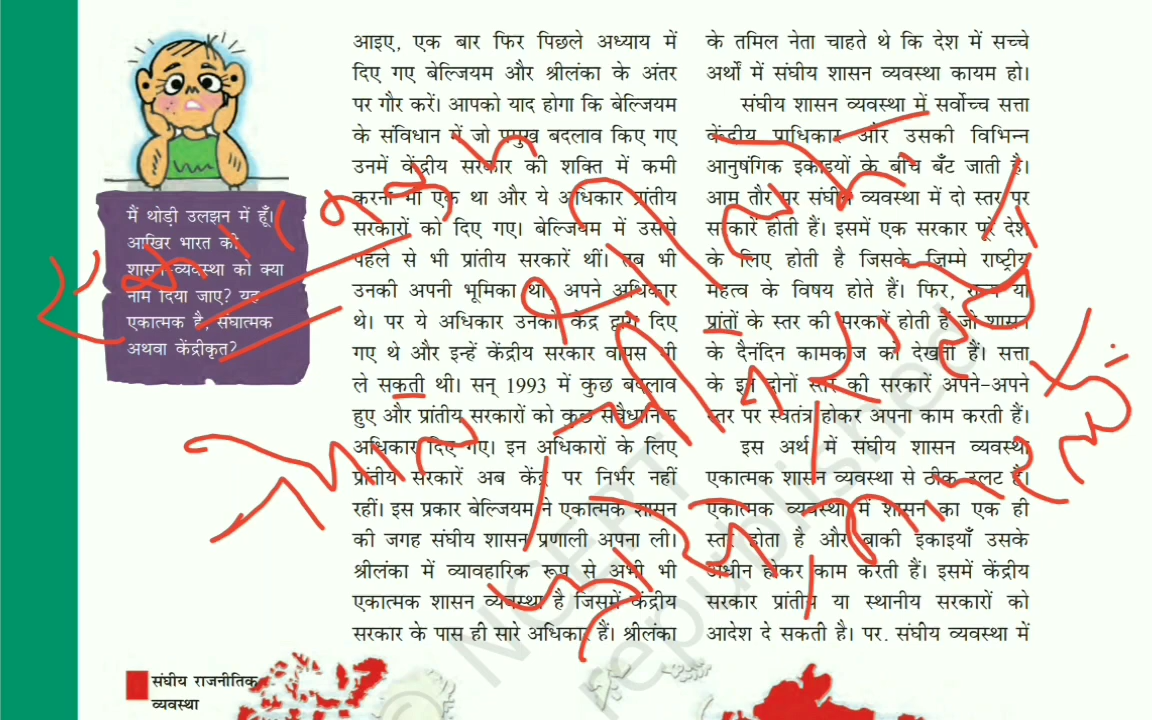 आइए, एक बार फिर पिछले अध्याय में
दिए गए बेल्जियम और श्रीलंका के अंतर
पर गौर करें। आपको याद होगा कि बेल्जियम
के संविधान में जो प्रमुख बदलाव किए गए
उनमें केंद्रीय सरकार की शक्ति में कमी
करना भी एक था और ये अधिकार प्रांतीय
सरकारों को दिए गए। बेल्जियम में उससे
पहले से भी प्रांतीय सरकारें थीं। तब भी
उनकी अपनी भूमिका थी, अपने अधिकार
थे। पर ये अधिकार उनको केंद्र द्वारा दिए
गए थे और इन्हें केंद्रीय सरकार वापस भी
ले सकती थी। सन् 1993 में कुछ बदलाव
हुए और प्रांतीय सरकारों को कुछ संवैधानिक
अधिकार दिए गए। इन अधिकारों के लिए
प्रांतीय सरकारें अब केंद्र पर निर्भर नहीं
रहीं। इस प्रकार बेल्जियम ने एकात्मक शासन
की जगह संघीय शासन प्रणाली अपना ली।
श्रीलंका में व्यावहारिक रूप से अभी भी
एकात्मक शासन व्यवस्था है जिसमें केंद्रीय
सरकार के पास ही सारे अधिकार हैं। श्रीलंका
के तमिल नेता चाहते थे कि देश में सच्चे
अर्थों में संघीय शासन व्यवस्था कायम हो।
संघीय शासन व्यवस्था में सर्वोच्च सत्ता
केंद्रीय प्राधिकार और उसकी विभिन्न
आनुषंगिक इकाइयों के बीच बँट जाती है।
आम तौर पर संघीय व्यवस्था में दो स्तर पर
सरकारें होती हैं। इसमें एक सरकार पूरे देश
के लिए होती है जिसके जिम्मे राष्ट्रीय
महत्व के विषय होते हैं। फिर, राज्य या
प्रांतों के स्तर की सरकारें होती हैं जो शासन
के दैनंदिन कामकाज को देखती हैं। सत्ता
के इन दोनों स्तर की सरकारें अपने-अपने
स्तर पर स्वतंत्र होकर अपना काम करती हैं।
इस अर्थ में संघीय शासन व्यवस्था
एकात्मक शासन व्यवस्था से ठीक उलट है।
एकात्मक व्यवस्था में शासन का एक ही
स्तर होता है और बाकी इकाइयाँ उसके
अधीन होकर काम करती हैं। इसमें केंद्रीय
सरकार प्रांतीय या स्थानीय सरकारों को
आदेश दे सकती है। पर. संघीय व्यवस्था में
मैं थोड़ी उलझन में हूँ।
आखिर भारत की
शासन-व्यवस्था को क्या
नाम दिया जाए? यह
एकात्मक है, संघात्मक
अथवा केंद्रीकृत?
संघीय राजनीतिक
व्यवस्था
© NCERT
republished